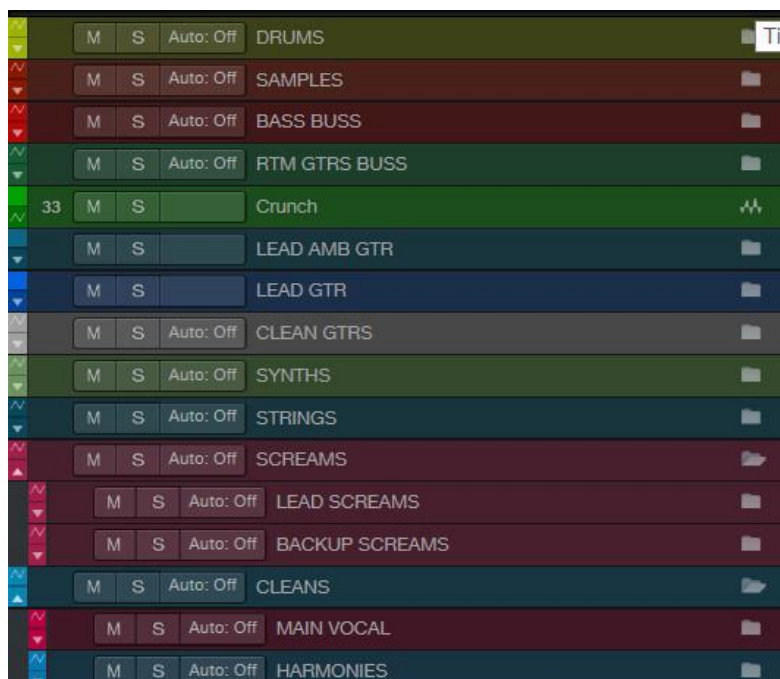 M S Auto: Off DRUMS Ti
M S Auto: Off SAMPLES
M S Auto: Off BASS BUSS
M S Auto: Off RTM GTRS BUSS
33 M S Crunch
M S LEAD AMB GTR
M S LEAD GTR
M S Auto: Off CLEAN GTRS
M S Auto: Off SYNTHS
M S Auto: Off STRINGS
M S Auto: Off SCREAMS
M S Auto: Off LEAD SCREAMS
M S Auto: Off BACKUP SCREAMS
M S Auto: Off CLEANS
M S Auto: Off MAIN VOCAL
M S Auto: Off HARMONIES